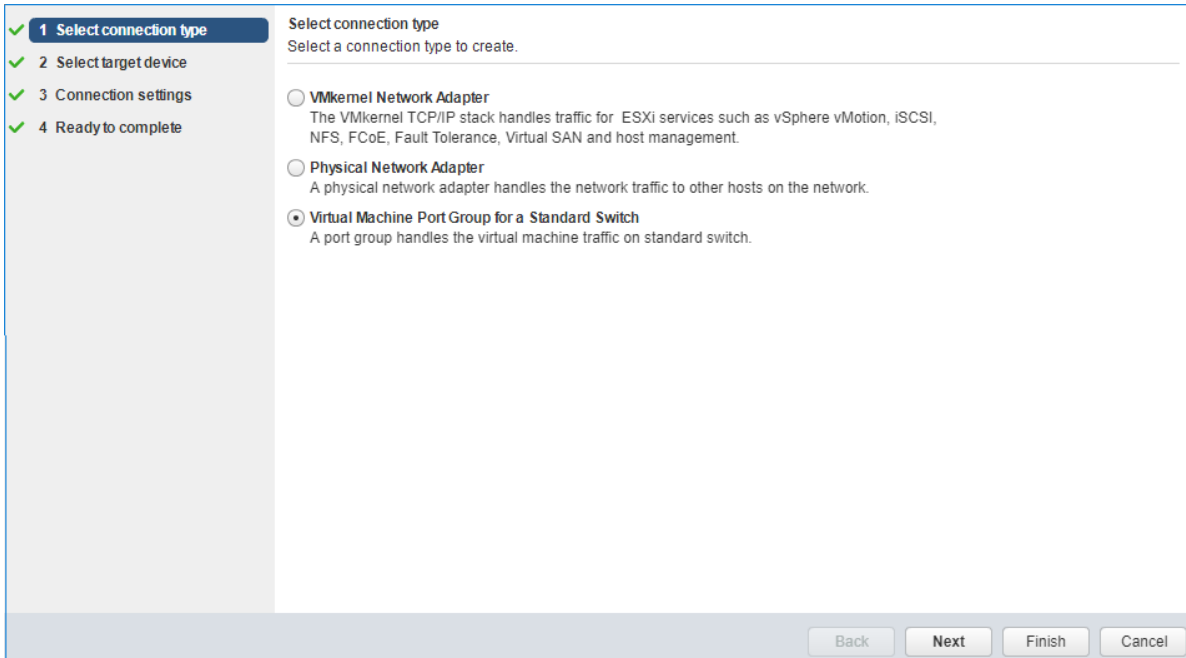 1 Select connection type
2 Select target device
3 Connection settings
4 Ready to complete
Select connection type
Select a connection type to create.
VMkernel Network Adapter
The VMkernel TCP/IP stack handles traffic for ESXi services such as vSphere vMotion, iSCSI,
NFS, FCoE, Fault Tolerance, Virtual SAN and host management.
Physical Network Adapter
A physical network adapter handles the network traffic to other hosts on the network.
Virtual Machine Port Group for a Standard Switch
A port group handles the virtual machine traffic on standard switch.
Back Next Finish Cancel